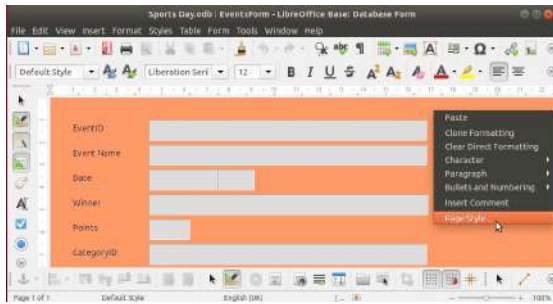 Sports Day.odb : EventsForm - LibreOffice Base: Database Form
File Edit View Insert Format Styles Table Form Tools Window Help
Default Style Liberation Seri 12
EventID
Event Name
Date
Winner
Points
CategoryID
Paste
Clone Formatting
Clear Direct Formatting
Character
Paragraph
Bullets and Numbering
Insert Comment
Page Style...
Page 1 of 1 Default Style English (UK) 100%